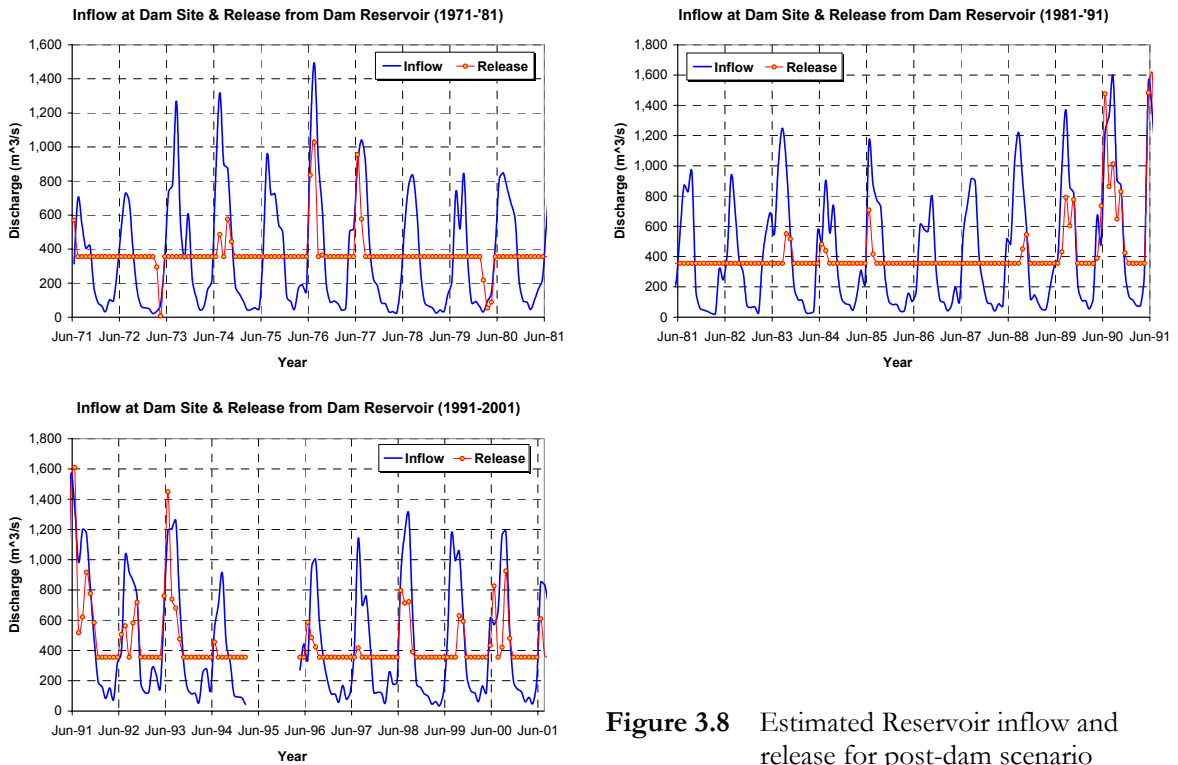 Inflow at Dam Site & Release from Dam Reservoir (1971-'81)
1,600
1,400
1,200
1,000
800
600
400
200
0
Discharge (m^3/s)
Inflow Release
Jun-71 Jun-72 Jun-73 Jun-74 Jun-75 Jun-76 Jun-77 Jun-78 Jun-79 Jun-80 Jun-81
Year
Inflow at Dam Site & Release from Dam Reservoir (1981-'91)
1,800
1,600
1,400
1,200
1,000
800
600
400
200
0
Discharge (m^3/s)
Inflow Release
Jun-81 Jun-82 Jun-83 Jun-84 Jun-85 Jun-86 Jun-87 Jun-88 Jun-89 Jun-90 Jun-91
Year
Inflow at Dam Site & Release from Dam Reservoir (1991-2001)
1,800
1,600
1,400
1,200
1,000
800
600
400
200
0
Discharge (m^3/s)
Inflow Release
Jun-91 Jun-92 Jun-93 Jun-94 Jun-95 Jun-96 Jun-97 Jun-98 Jun-99 Jun-00 Jun-01
Year
Figure 3.8 Estimated Reservoir inflow and
release for post-dam scenario